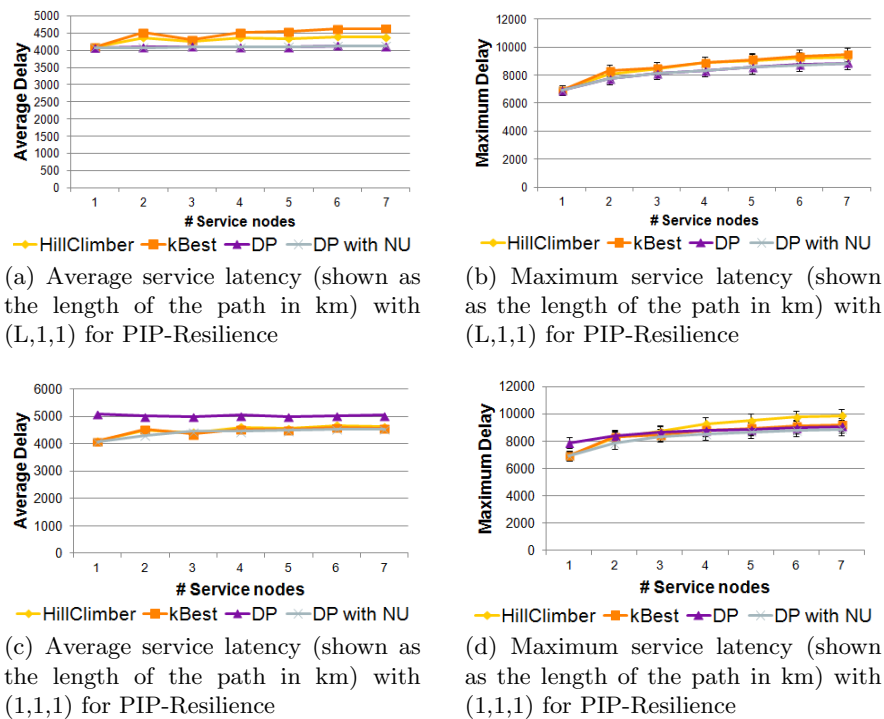 5000
4500
4000
3500
3000
2500
2000
1500
1000
500
0
Average Delay
1 2 3 4 5 6 7
# Service nodes
HillClimber kBest DP DP with NU
(a) Average service latency (shown as
the length of the path in km) with
(L,1,1) for PIP-Resilience
12000
10000
8000
6000
4000
2000
0
Maximum Delay
1 2 3 4 5 6 7
# Service nodes
HillClimber kBest DP DP with NU
(b) Maximum service latency (shown
as the length of the path in km) with
(L,1,1) for PIP-Resilience
6000
5000
4000
3000
2000
1000
0
Average Delay
1 2 3 4 5 6 7
# Service nodes
HillClimber kBest DP DP with NU
(c) Average service latency (shown as
the length of the path in km) with
(1,1,1) for PIP-Resilience
12000
10000
8000
6000
4000
2000
0
Maximum Delay
1 2 3 4 5 6 7
# Service nodes
HillClimber kBest DP DP with NU
(d) Maximum service latency (shown
as the length of the path in km) with
(1,1,1) for PIP-Resilience